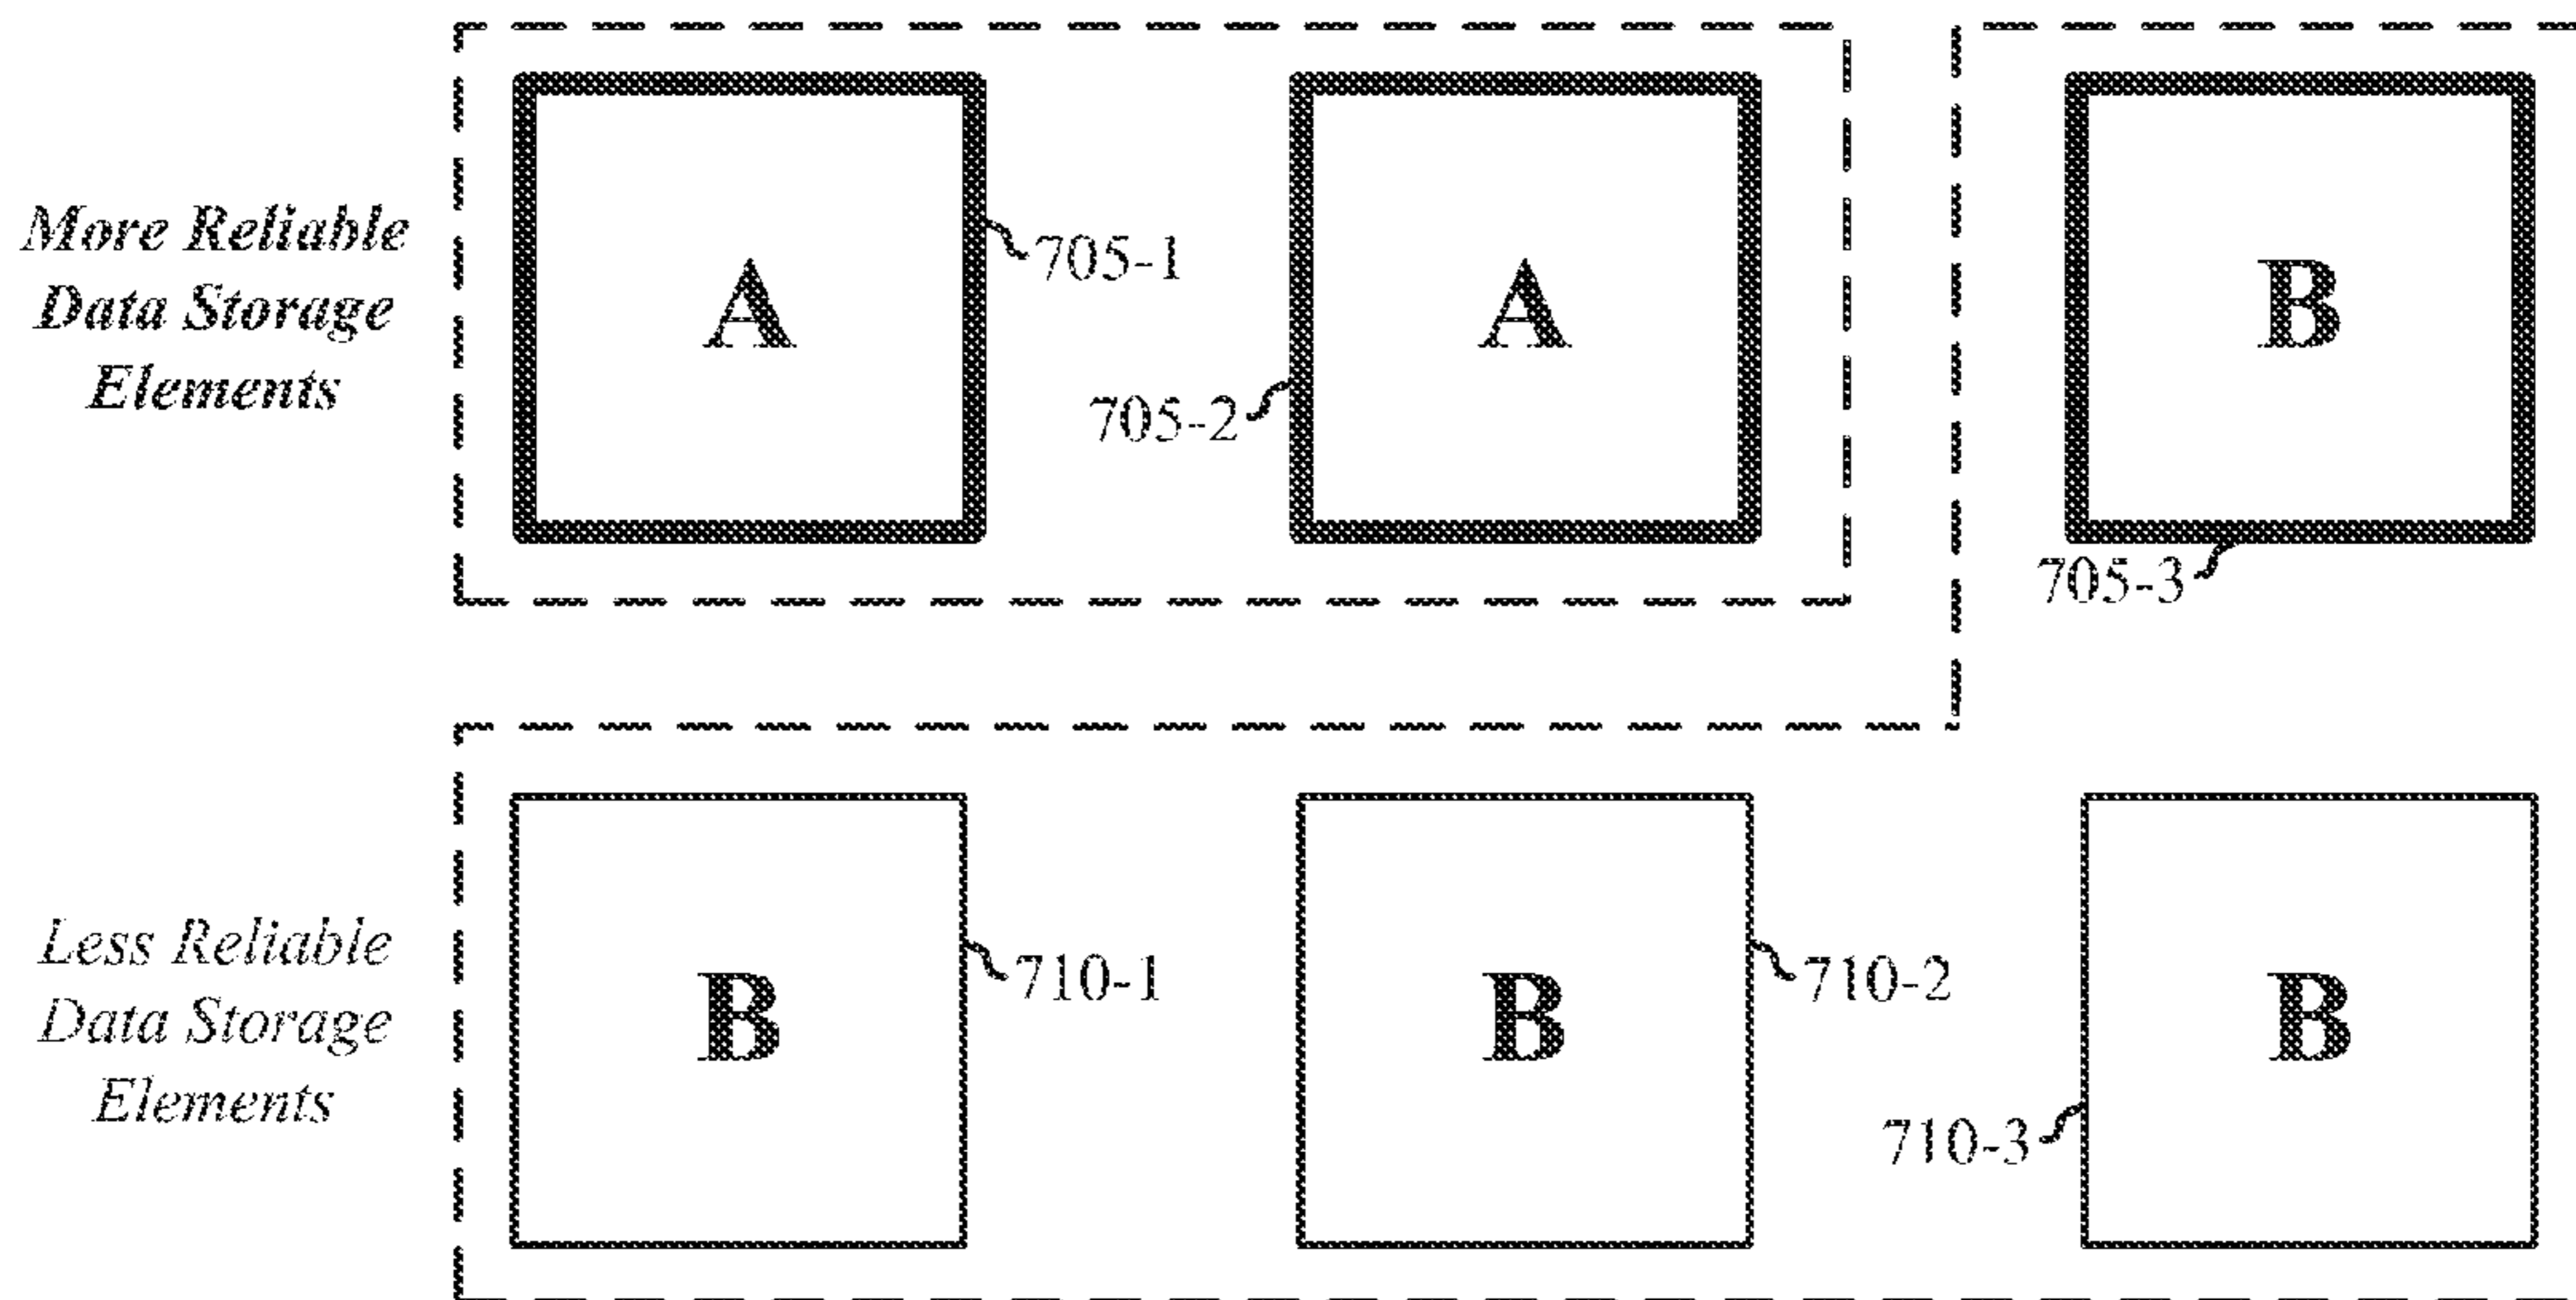 More Reliable
Data Storage
Elements
A
705-1
A
705-2
B
705-3
Less Reliable
Data Storage
Elements
B
710-1
B
710-2
B
710-3